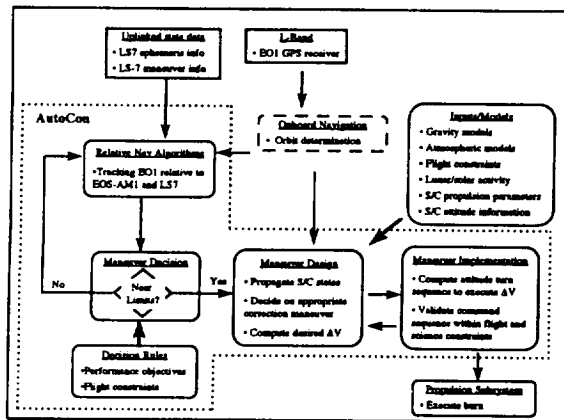 Uplinked state data
• LS7 ephemeris info
• LS-7 maneuver info
L-Band
• EO1 GPS receiver
AutoCon
Onboard Navigation
• Orbit determination
Inputs/Models
• Gravity models
• Atmospheric models
• Flight constraints
• Lunar/solar activity
• S/C propulsion parameters
• S/C attitude information
Relative Nav Algorithms
• Tracking EO1 relative to
EOS-AM1 and LS7
Maneuver Decision
Near
Limits?
No
Yes
Maneuver Design
• Propagate S/C states
• Decide on appropriate
correction maneuver
• Compute desired ΔV
Maneuver Implementation
• Compute attitude turn
sequence to execute ΔV
• Validate command
sequence within flight and
science constraints
Decision Rules
• Performance objectives
• Flight constraints
Propulsion Subsystem
• Execute burn